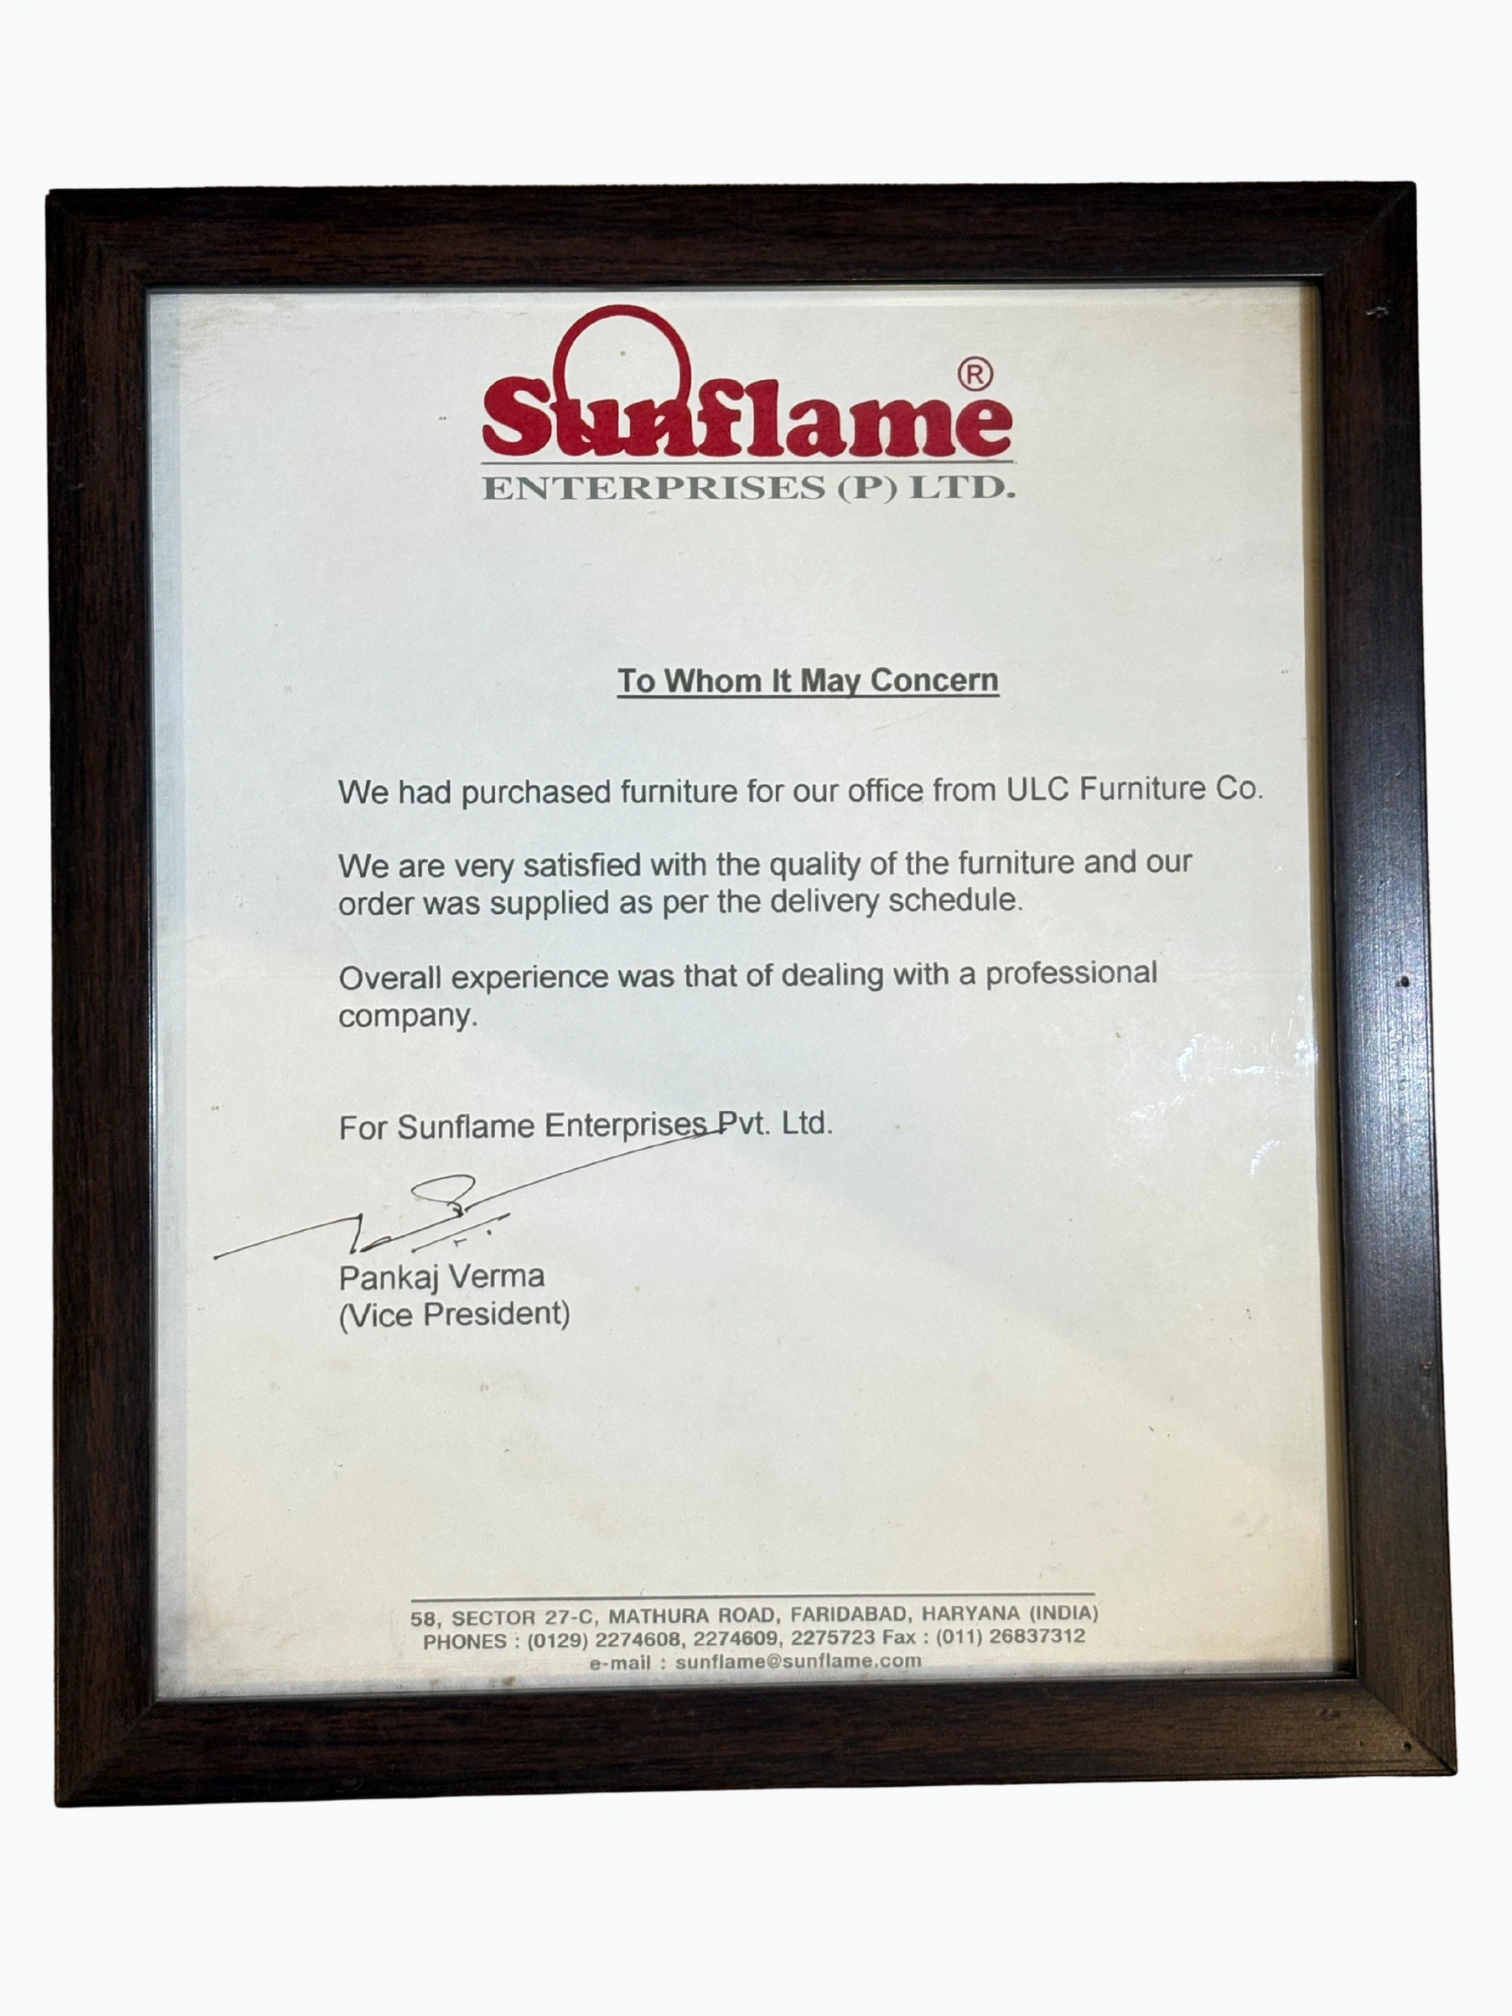 Sunflame®
ENTERPRISES (P) LTD.
To Whom It May Concern
We had purchased furniture for our office from ULC Furniture Co.
We are very satisfied with the quality of the furniture and our
order was supplied as per the delivery schedule.
Overall experience was that of dealing with a professional
company.
For Sunflame Enterprises Pvt. Ltd.
Pankaj Verma
(Vice President)
58, SECTOR 27-C, MATHURA ROAD, FARIDABAD, HARYANA (INDIA)
PHONES : (0129) 2274608, 2274609, 2275723 Fax : (011) 26837312
e-mail : sunflame@sunflame.com